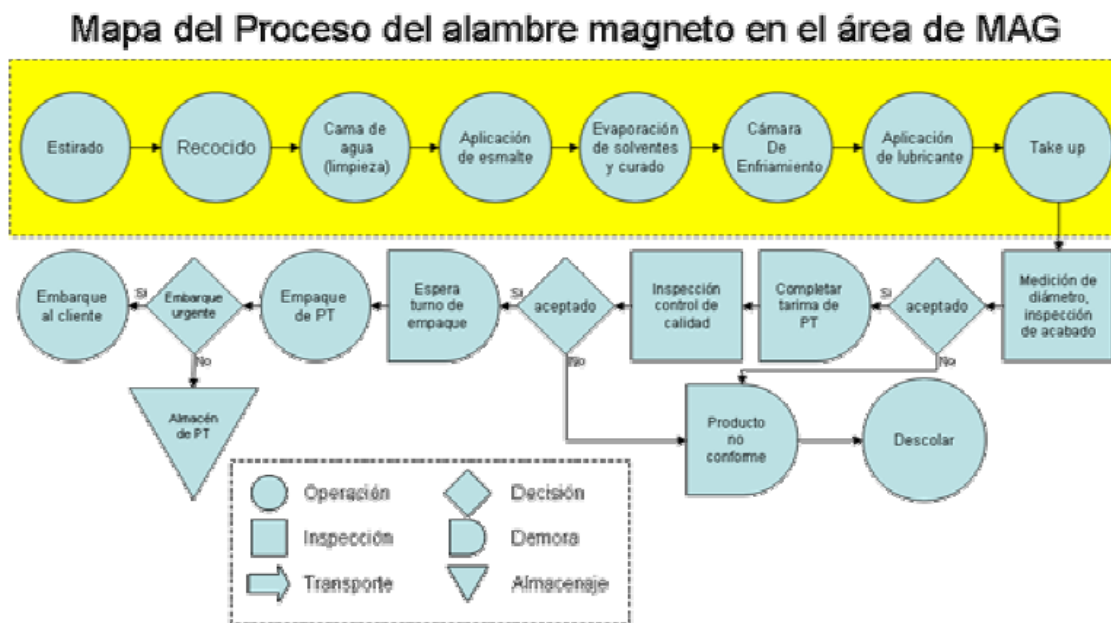 Mapa del Proceso del alambre magneto en el área de MAG
Estirado
Recocido
Cama de
agua
(limpieza)
Aplicación
de esmalte
Evaporación
de solventes
y curado
Cámara
De
Enfriamiento
Aplicación
de lubricante
Take up
Embarque
al cliente
Si
Embarque
urgente
No
Empaque
de PT
Espera
turno de
empaque
Si
aceptado
No
Inspección
control de
calidad
Completar
tarima de
PT
Si
aceptado
No
Medición de
diámetro,
inspección
de acabado
Almacén
de PT
Producto
no
conforme
Descolar
Operación
Decisión
Inspección
Demora
Transporte
Almacenaje